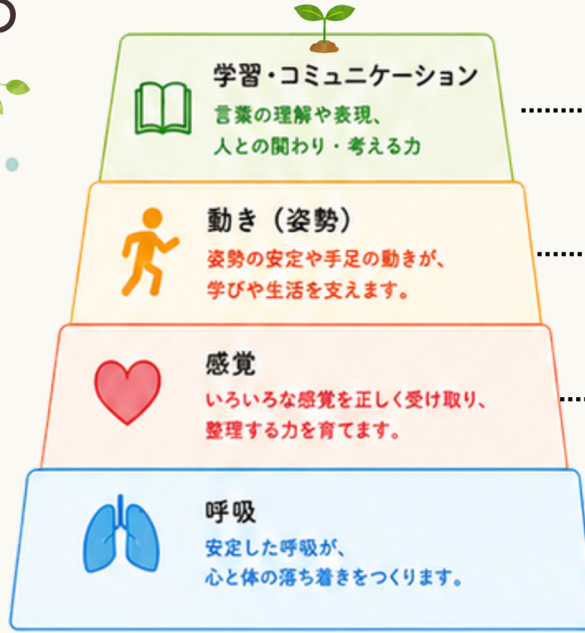 学習・コミュニケーション
言葉の理解や表現、
人との関わり・考える力
動き（姿勢）
姿勢の安定や手足の動きが、
学びや生活を支えます。
感覚
いろいろな感覚を正しく受け取り、
整理する力を育てます。
呼吸
安定した呼吸が、
心と体の落ち着きをつくります。